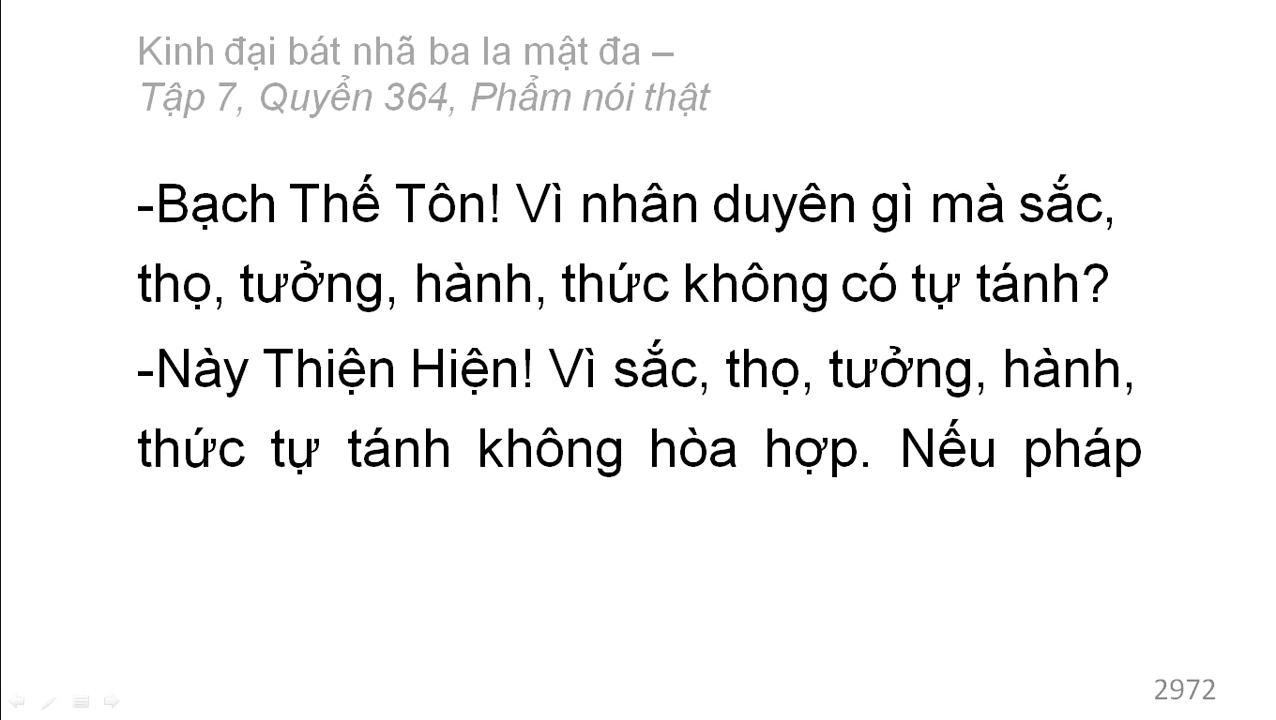 Kinh đại bát nhã ba la mật đa –
Tập 7, Quyển 364, Phẩm nói thật
-Bạch Thế Tôn! Vì nhân duyên gì mà sắc,
thọ, tưởng, hành, thức không có tự tánh?
-Này Thiện Hiện! Vì sắc, thọ, tưởng, hành,
thức tự tánh không hòa hợp. Nếu pháp
2972